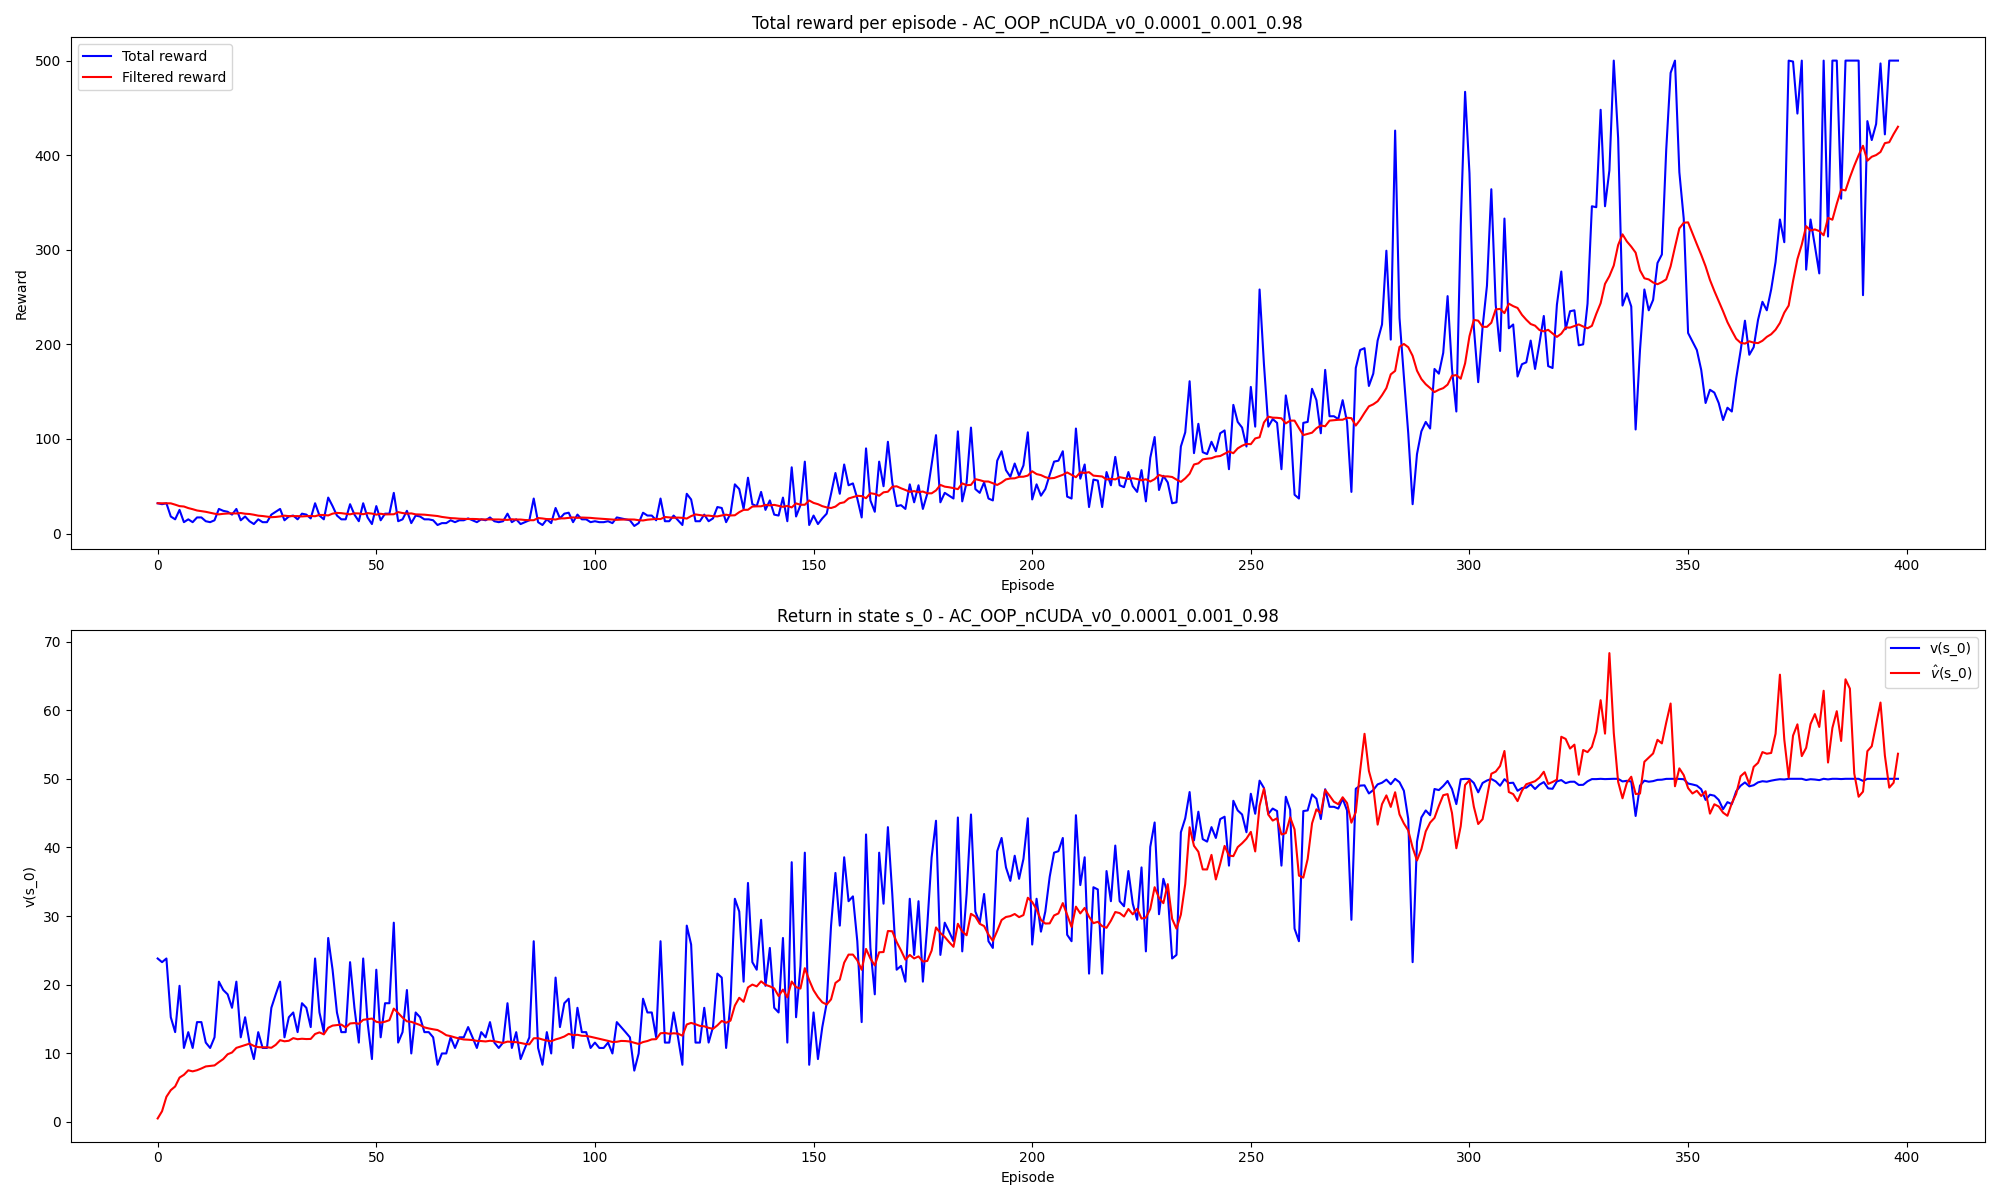 Total reward per episode - AC_OOP_nCUDA_v0_0.0001_0.001_0.98
Total reward
Filtered reward
500
400
300
200
100
0
Reward
0 50 100 150 200 250 300 350 400
Episode
Return in state s_0 - AC_OOP_nCUDA_v0_0.0001_0.001_0.98
v(s_0)
v̂(s_0)
70
60
50
40
30
20
10
0
v(s_0)
0 50 100 150 200 250 300 350 400
Episode